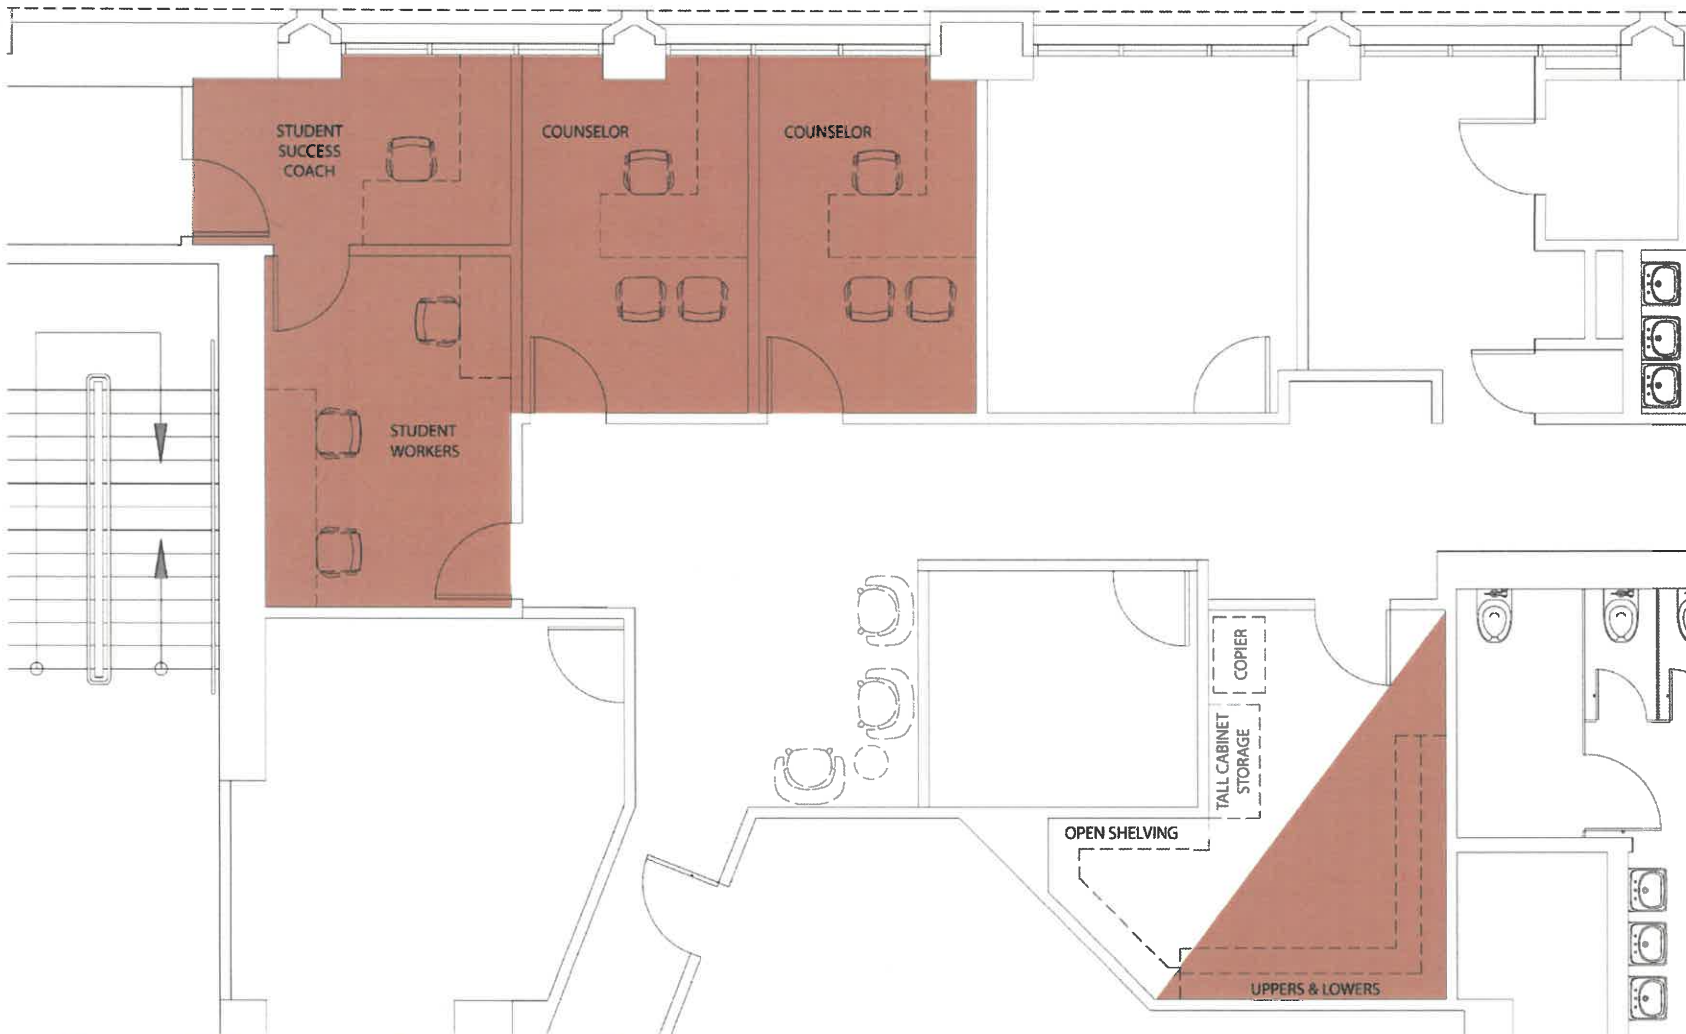 STUDENT
SUCCESS
COACH
COUNSELOR
COUNSELOR
STUDENT
WORKERS
COPIER
TALL CABINET
STORAGE
OPEN SHELVING
UPPERS & LOWERS